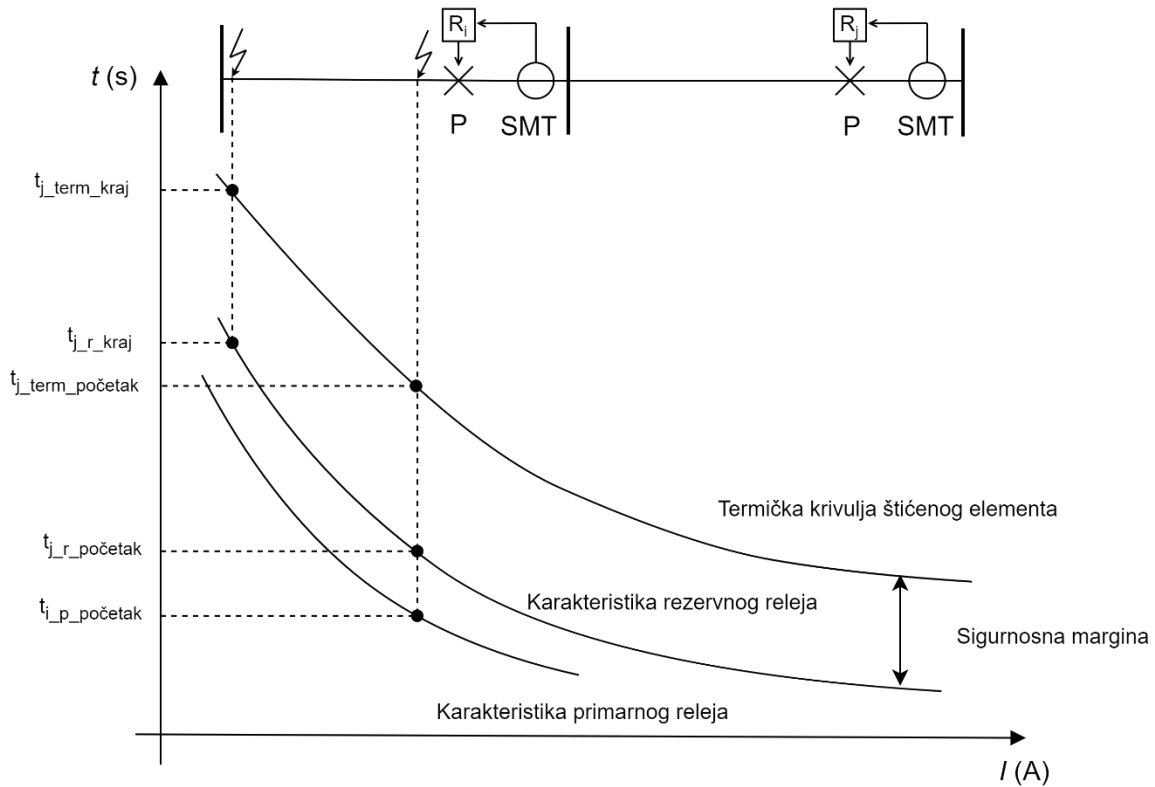 R_i
R_j
t (s)
P
SMT
P
SMT
t_j_term_kraj
t_j_r_kraj
t_j_term_početak
Termička krivulja štićenog elementa
t_j_r_početak
Karakteristika rezervnog releja
t_i_p_početak
Sigurnosna margina
Karakteristika primarnog releja
I (A)